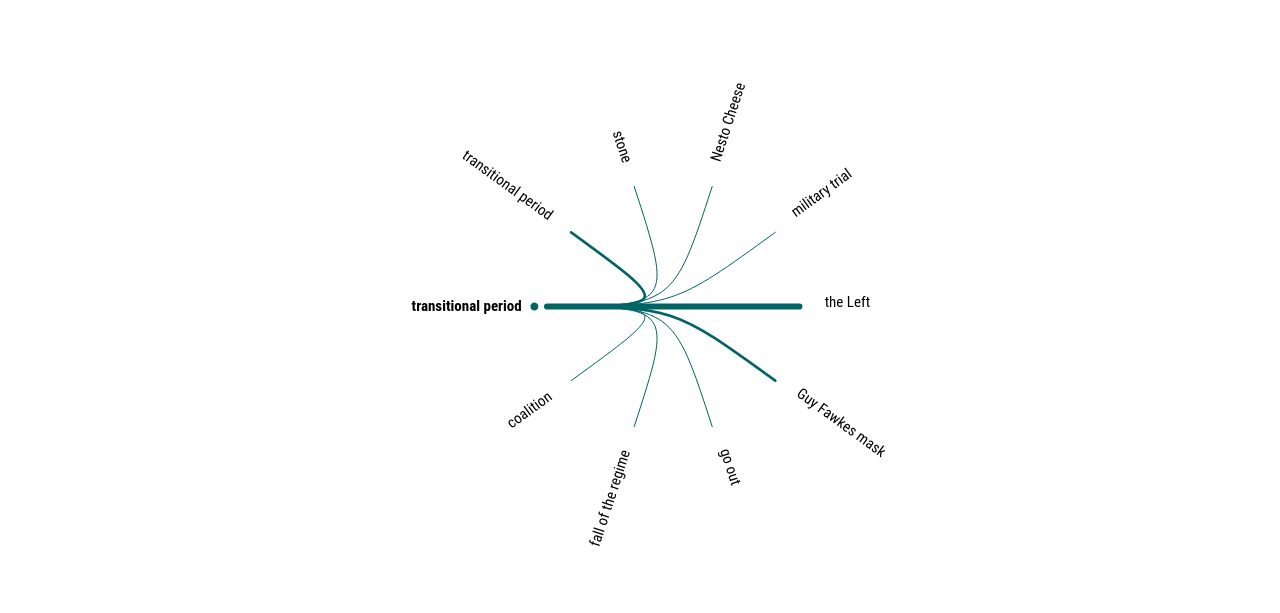 Nesto Cheese
stone
transitional period
military trial
transitional period
the Left
coalition
Guy Fawkes mask
fall of the regime
go out